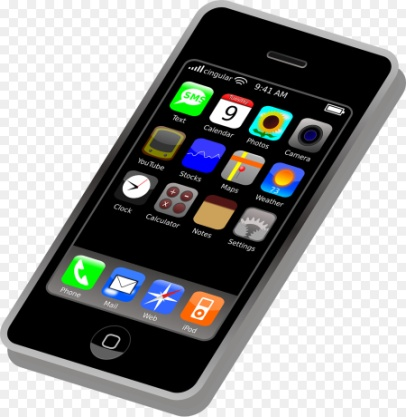 cingular 9:41 AM
SMS Tuesday 9
Text Calendar Photos Camera
73
YouTube Stocks Maps Weather
Clock Calculator Notes Settings
Phone Mail Web iPod